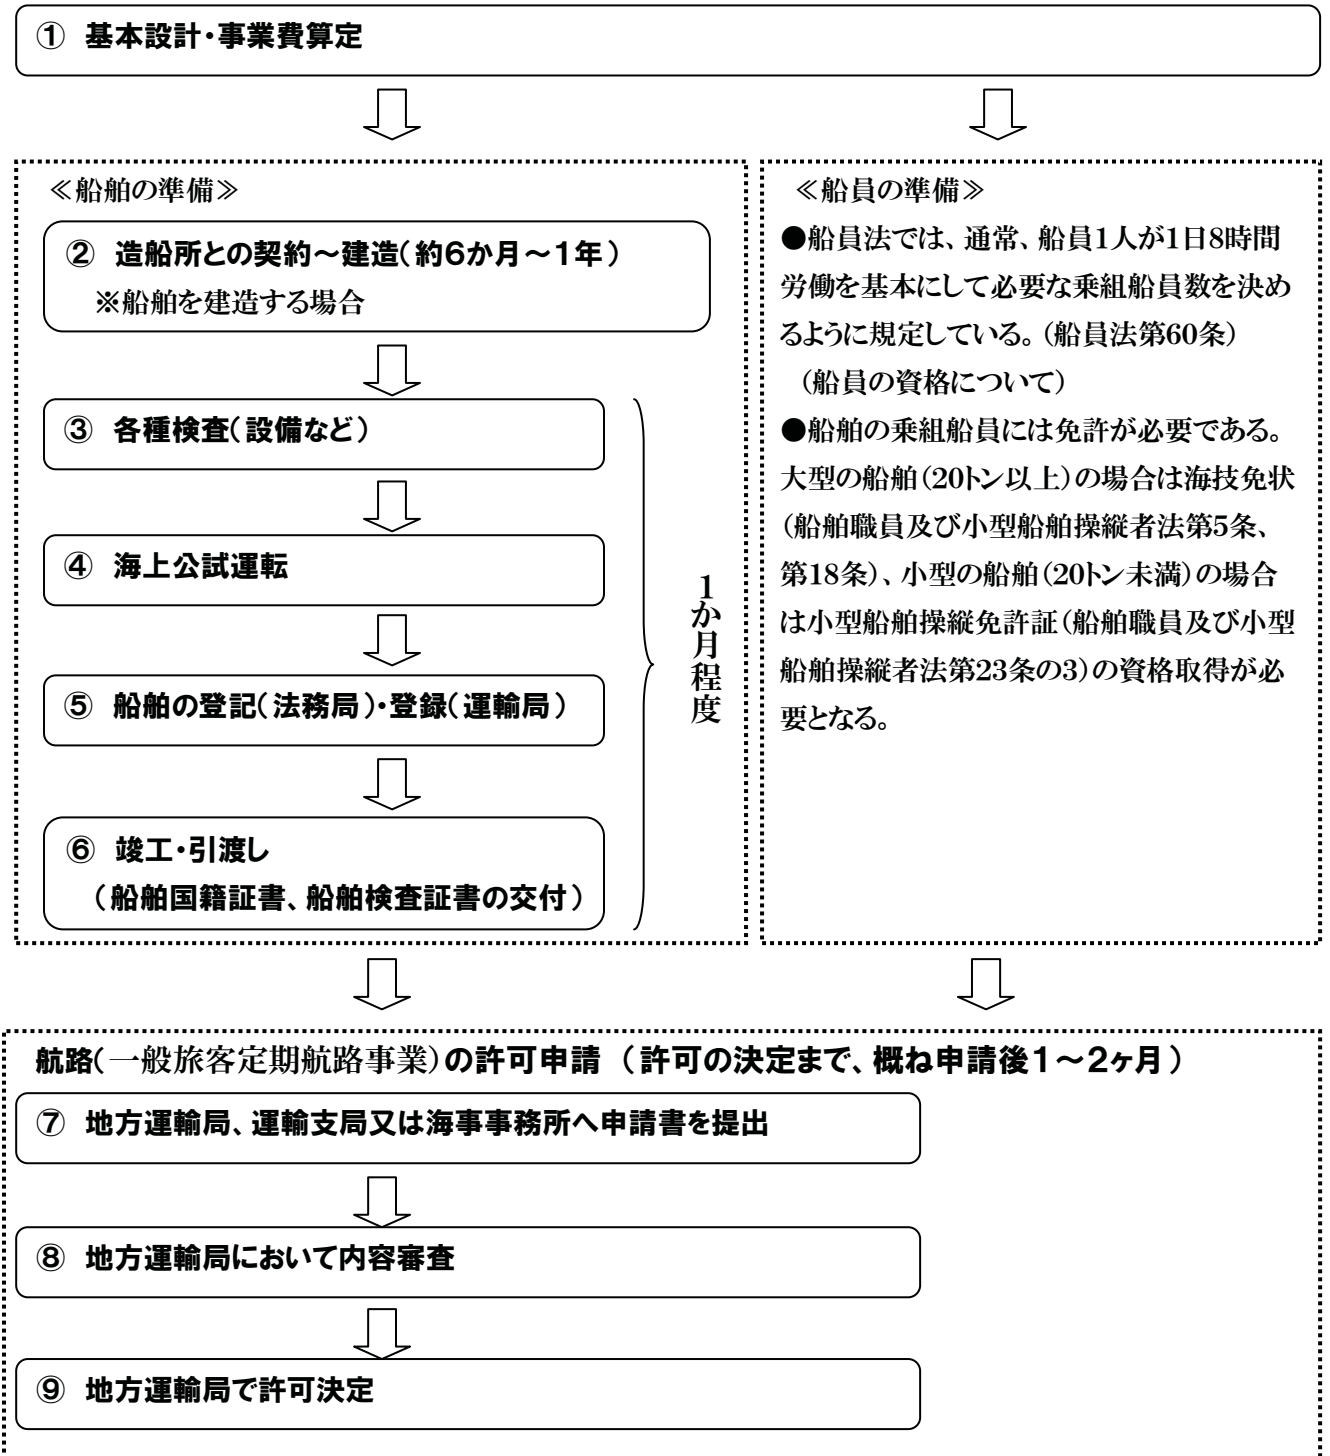 ① 基本設計・事業費算定
≪船舶の準備≫
② 造船所との契約～建造（約6か月～1年）
※船舶を建造する場合
③ 各種検査（設備など）
④ 海上公試運転
⑤ 船舶の登記（法務局）・登録（運輸局）
⑥ 竣工・引渡し
（船舶国籍証書、船舶検査証書の交付）
1か月程度
≪船員の準備≫
●船員法では、通常、船員1人が1日8時間
労働を基本にして必要な乗組船員数を決め
るように規定している。（船員法第60条）
（船員の資格について）
●船舶の乗組船員には免許が必要である。
大型の船舶（20トン以上）の場合は海技免状
（船舶職員及び小型船舶操縦者法第5条、
第18条）、小型の船舶（20トン未満）の場合
は小型船舶操縦免許証（船舶職員及び小型
船舶操縦者法第23条の3）の資格取得が必
要となる。
航路（一般旅客定期航路事業）の許可申請 （許可の決定まで、概ね申請後1～2ヶ月）
⑦ 地方運輸局、運輸支局又は海事事務所へ申請書を提出
⑧ 地方運輸局において内容審査
⑨ 地方運輸局で許可決定